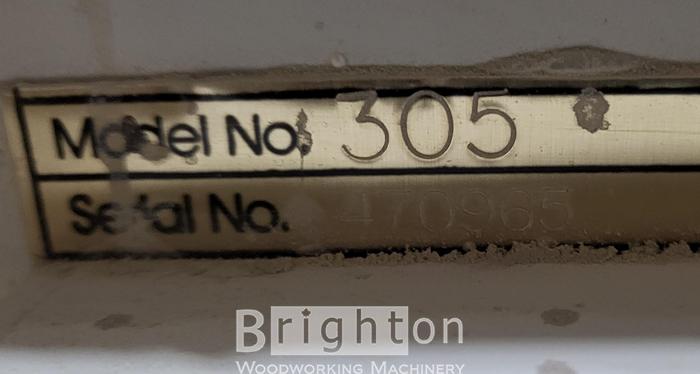 Model No. 305
Serial No. 470965
Brighton
WOODWORKING MACHINERY